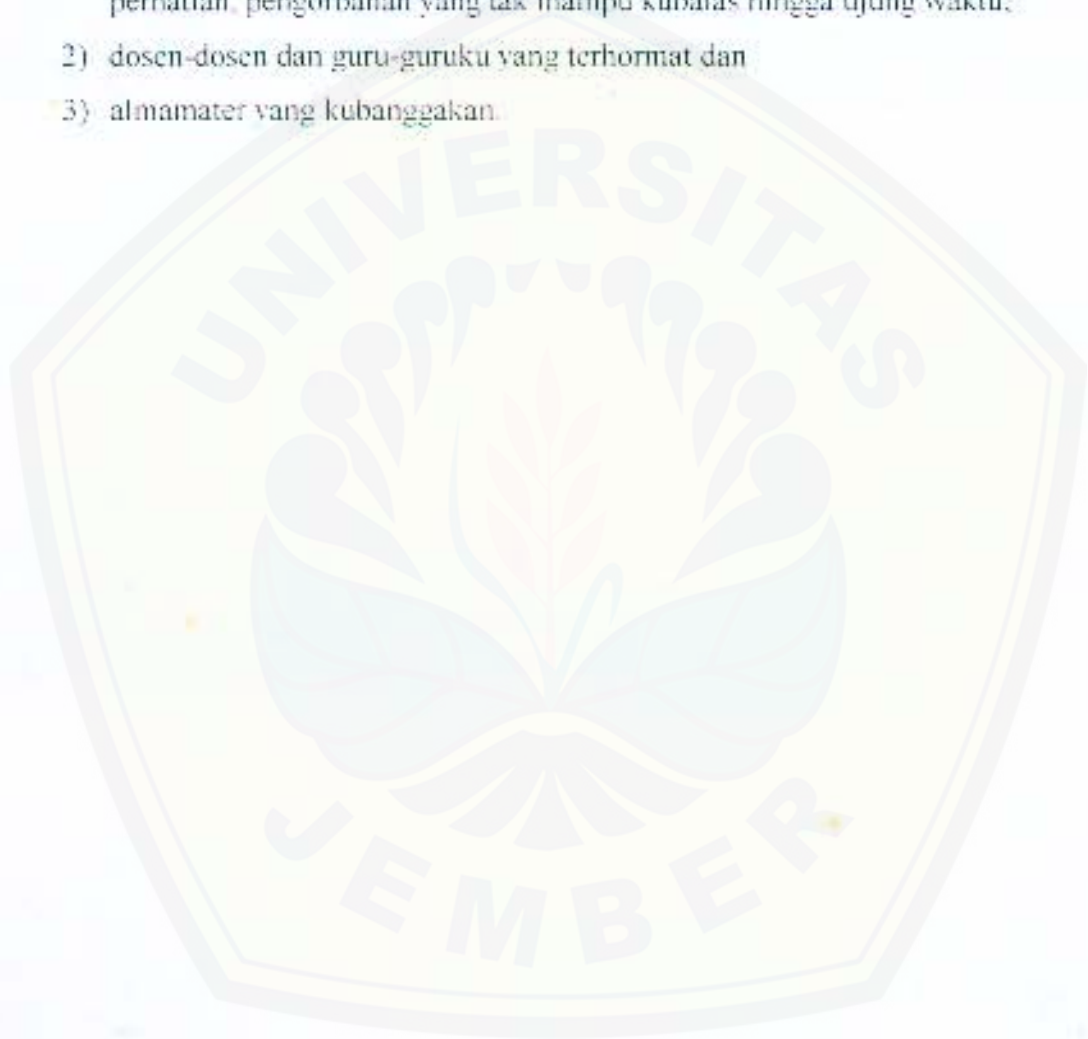 perhatian, pengorbanan yang tak mampu kubalas hingga ujung waktu;
2) dosen-dosen dan guru-guruku yang terhormat dan
3) almamater yang kubanggakan.
UNIVERSITAS
JEMBER